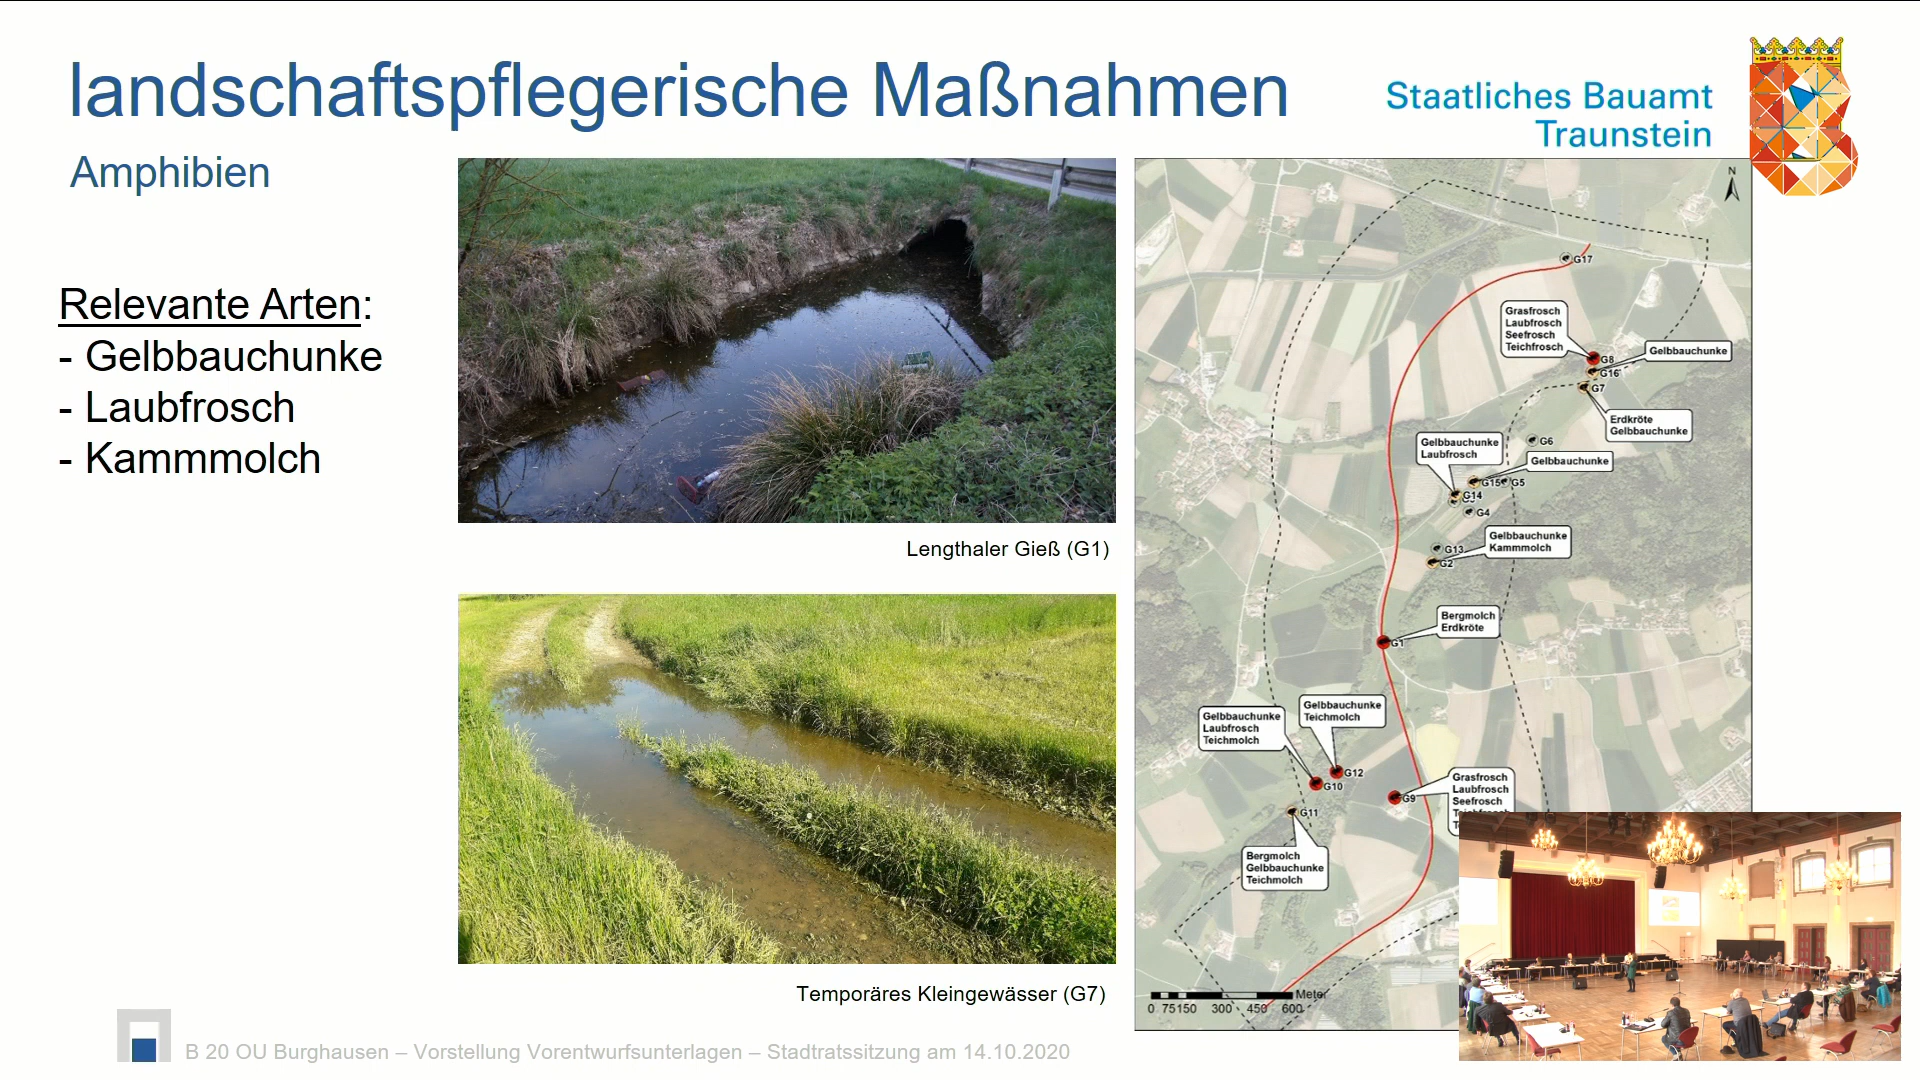 landschaftspflegerische Maßnahmen
Staatliches Bauamt
Traunstein
Amphibien
Relevante Arten:
- Gelbbauchunke
- Laubfrosch
- Kammmolch
Lengthaler Gieß (G1)
Temporäres Kleingewässer (G7)
N
G17
Grasfrosch
Laubfrosch
Seefrosch
Teichfrosch
G8
Gelbbauchunke
G16
G7
Erdkröte
Gelbbauchunke
G6
Gelbbauchunke
Laubfrosch
Gelbbauchunke
G15
G5
G14
G4
Gelbbauchunke
Kammmolch
G13
G2
Bergmolch
Erdkröte
G1
Gelbbauchunke
Teichmolch
Gelbbauchunke
Laubfrosch
Teichmolch
G12
G10
G9
Grasfrosch
Laubfrosch
Seefrosch
G11
Bergmolch
Gelbbauchunke
Teichmolch
Meter
0 75 150 300 450 600
B 20 OU Burghausen – Vorstellung Vorentwurfsunterlagen – Stadtratssitzung am 14.10.2020